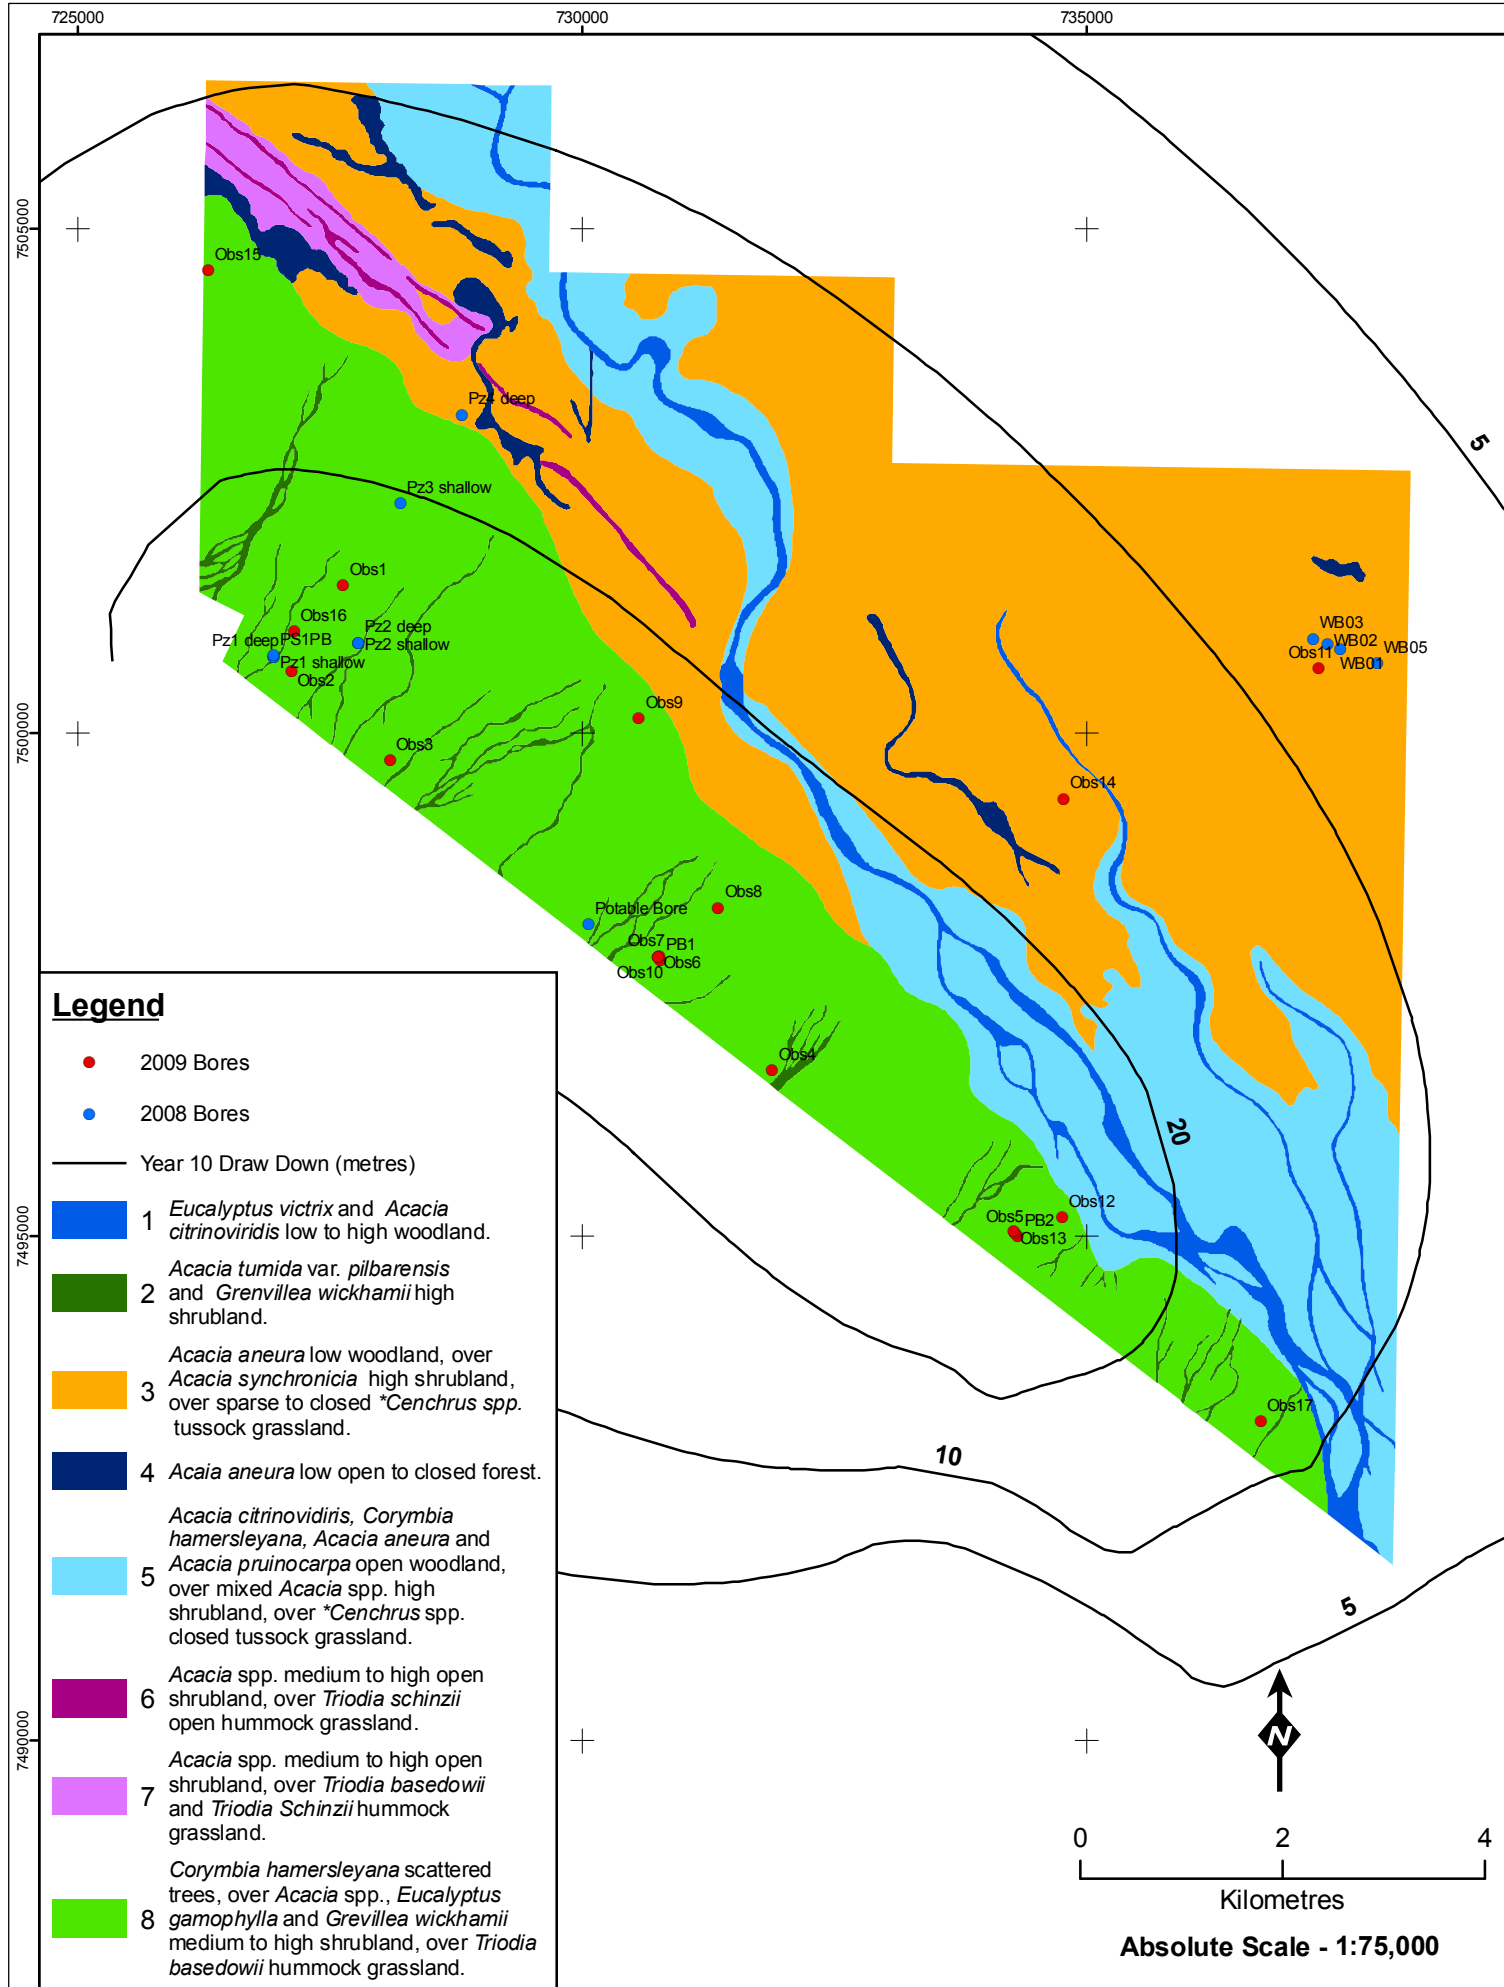 725000
730000
735000
7505000
7500000
7495000
7490000
5
20
10
5
Obs15
Pz4 deep
Pz3 shallow
Obs1
Obs16
Pz2 deep
Pz1 deep PS1PB
Pz2 shallow
Pz1 shallow
Obs2
Obs9
Obs3
WB03
WB02
WB05
Obs11
WB01
Obs14
Obs8
Potable Bore
Obs7 PB1
Obs6
Obs10
Obs4
Obs12
Obs5 PB2
Obs13
Obs17
Legend
2009 Bores
2008 Bores
Year 10 Draw Down (metres)
1 Eucalyptus victrix and Acacia
citrinoviridis low to high woodland.
Acacia tumida var. pilbarensis
2 and Grenvillea wickhamii high
shrubland.
Acacia aneura low woodland, over
3 Acacia synchronicia high shrubland,
over sparse to closed *Cenchrus spp.
tussock grassland.
4 Acaia aneura low open to closed forest.
Acacia citrinovidiris, Corymbia
hamersleyana, Acacia aneura and
5 Acacia pruinocarpa open woodland,
over mixed Acacia spp. high
shrubland, over *Cenchrus spp.
closed tussock grassland.
Acacia spp. medium to high open
6 shrubland, over Triodia schinzii
open hummock grassland.
Acacia spp. medium to high open
7 shrubland, over Triodia basedowii
and Triodia Schinzii hummock
grassland.
Corymbia hamersleyana scattered
trees, over Acacia spp., Eucalyptus
8 gamophylla and Grevillea wickhamii
medium to high shrubland, over Triodia
basedowii hummock grassland.
N
0 2 4
Kilometres
Absolute Scale - 1:75,000